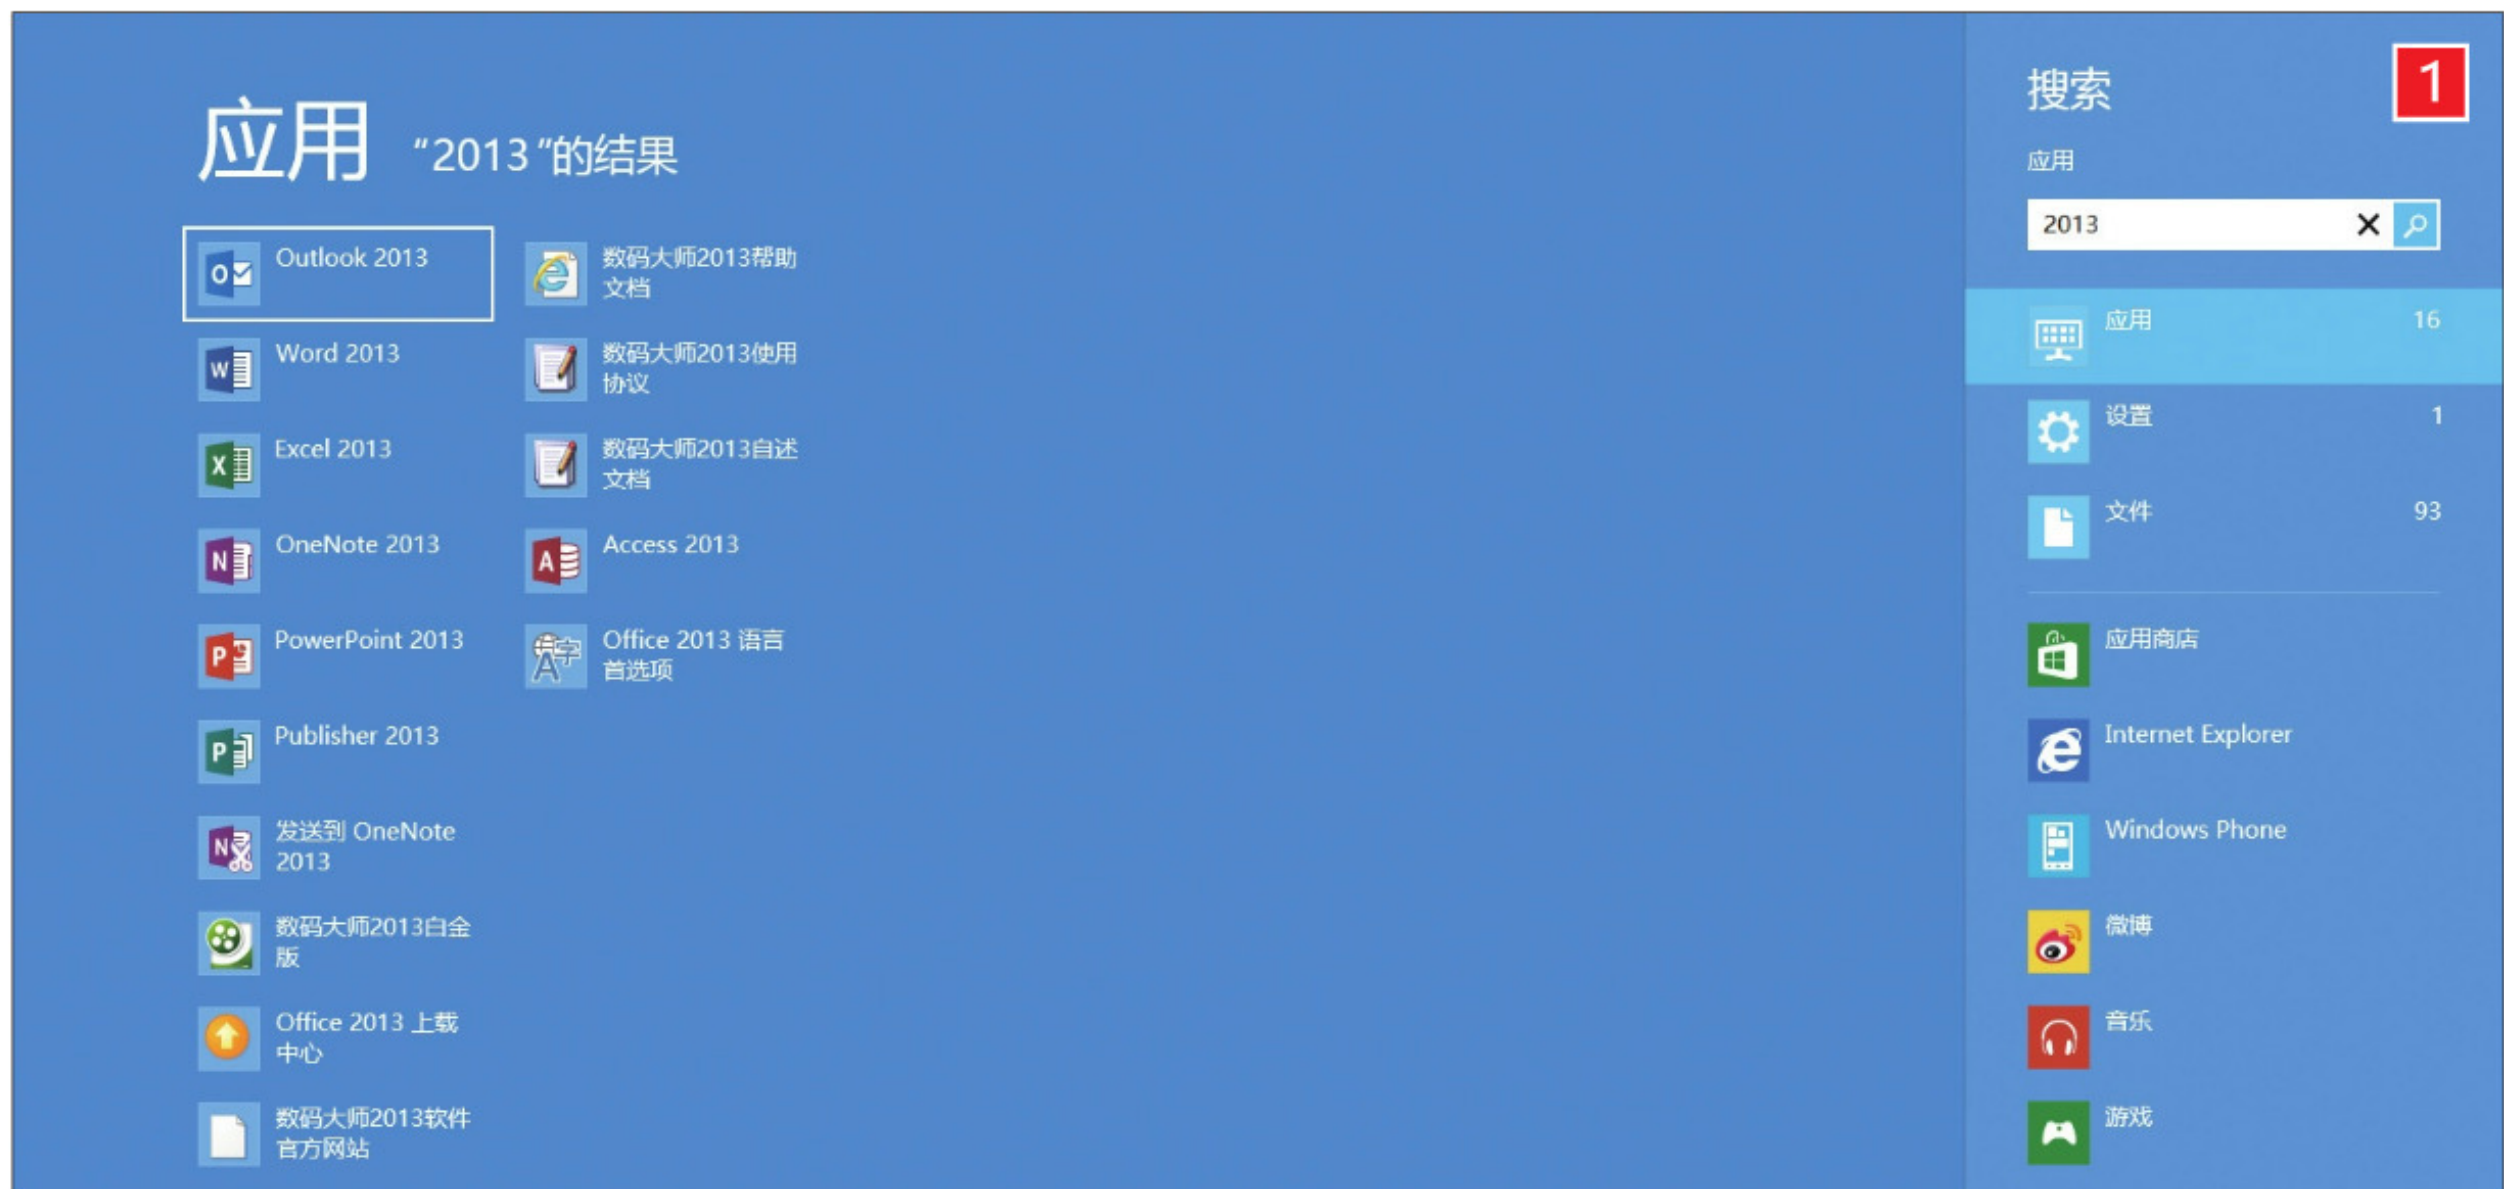 应用 “2013”的结果
Outlook 2013
Word 2013
Excel 2013
OneNote 2013
PowerPoint 2013
Publisher 2013
发送到 OneNote
2013
数码大师2013白金
版
Office 2013 上载
中心
数码大师2013软件
官方网站
数码大师2013帮助
文档
数码大师2013使用
协议
数码大师2013自述
文档
Access 2013
Office 2013 语言
首选项
搜索 1
应用
2013
应用 16
设置 1
文件 93
应用商店
Internet Explorer
Windows Phone
微博
音乐
游戏